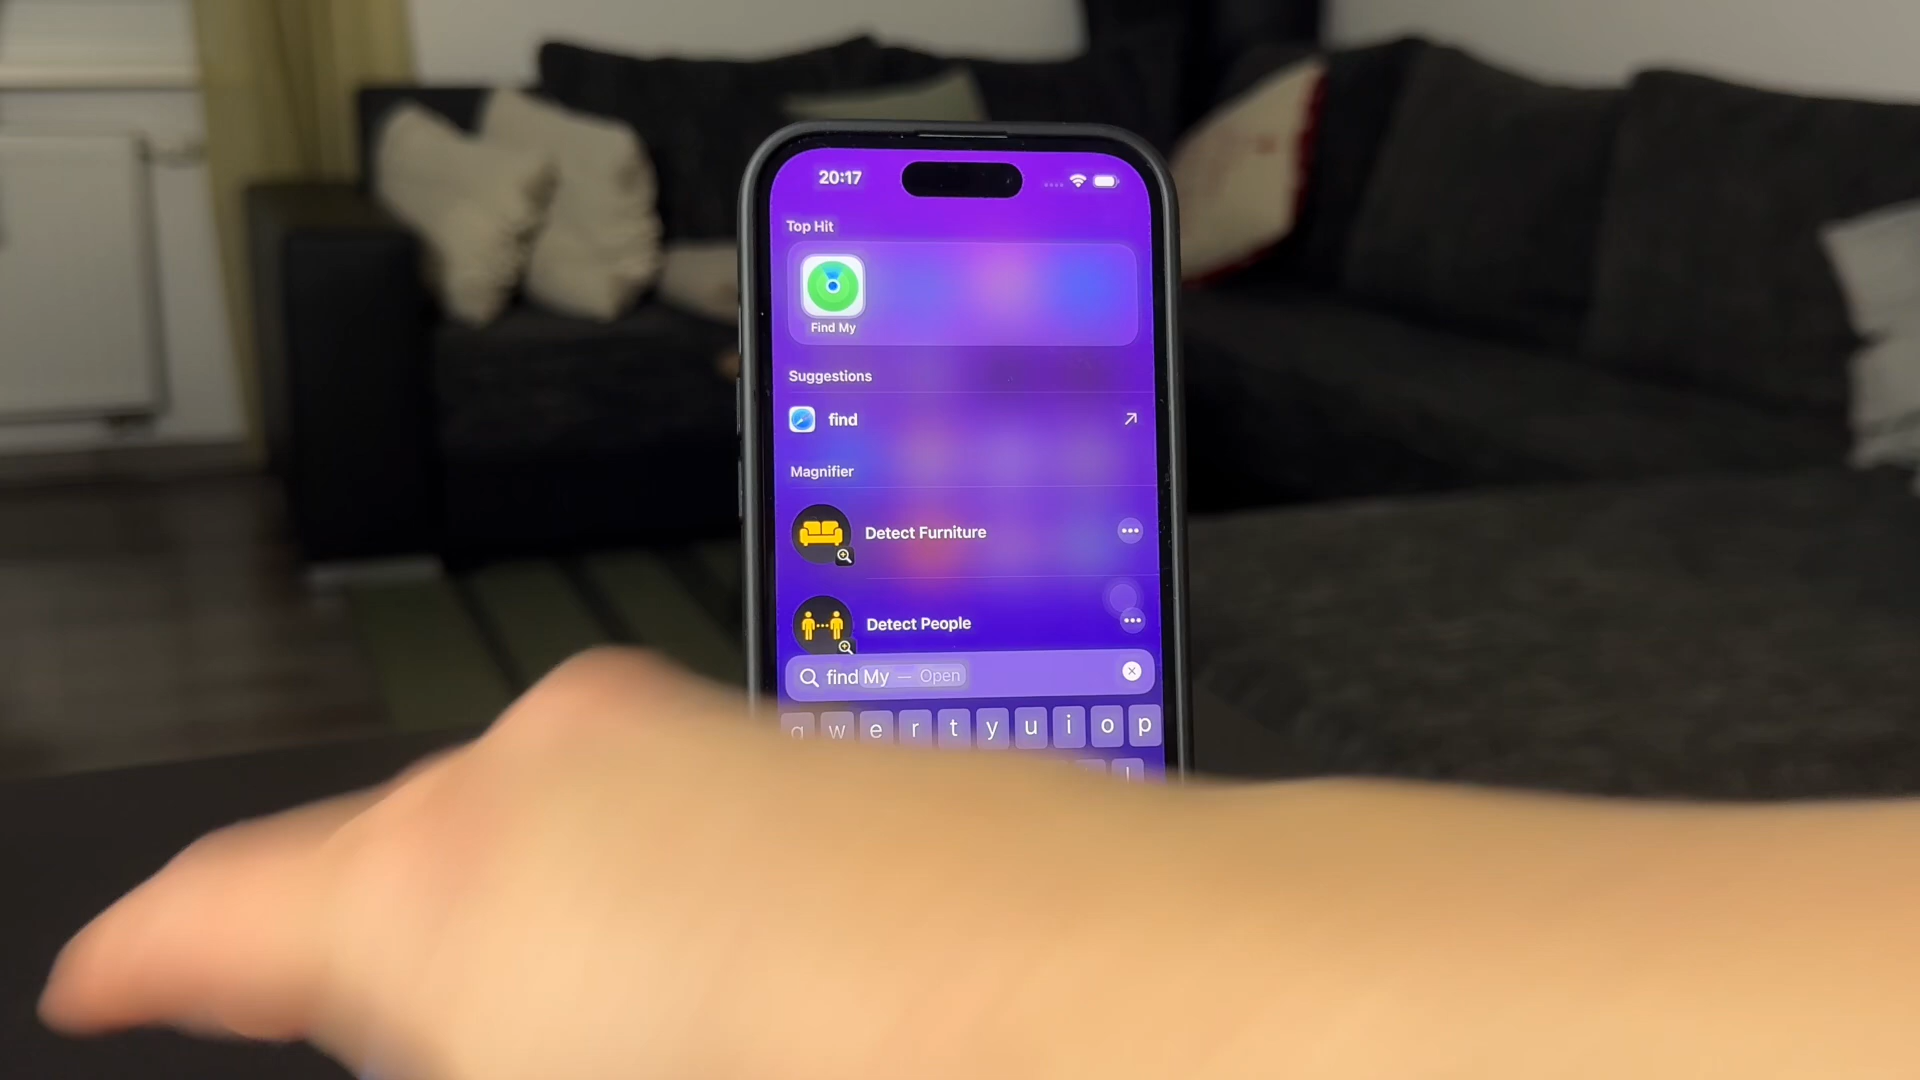 20:17
Top Hit
Find My
Suggestions
find
Magnifier
Detect Furniture
Detect People
find My — Open
q w e r t y u i o p